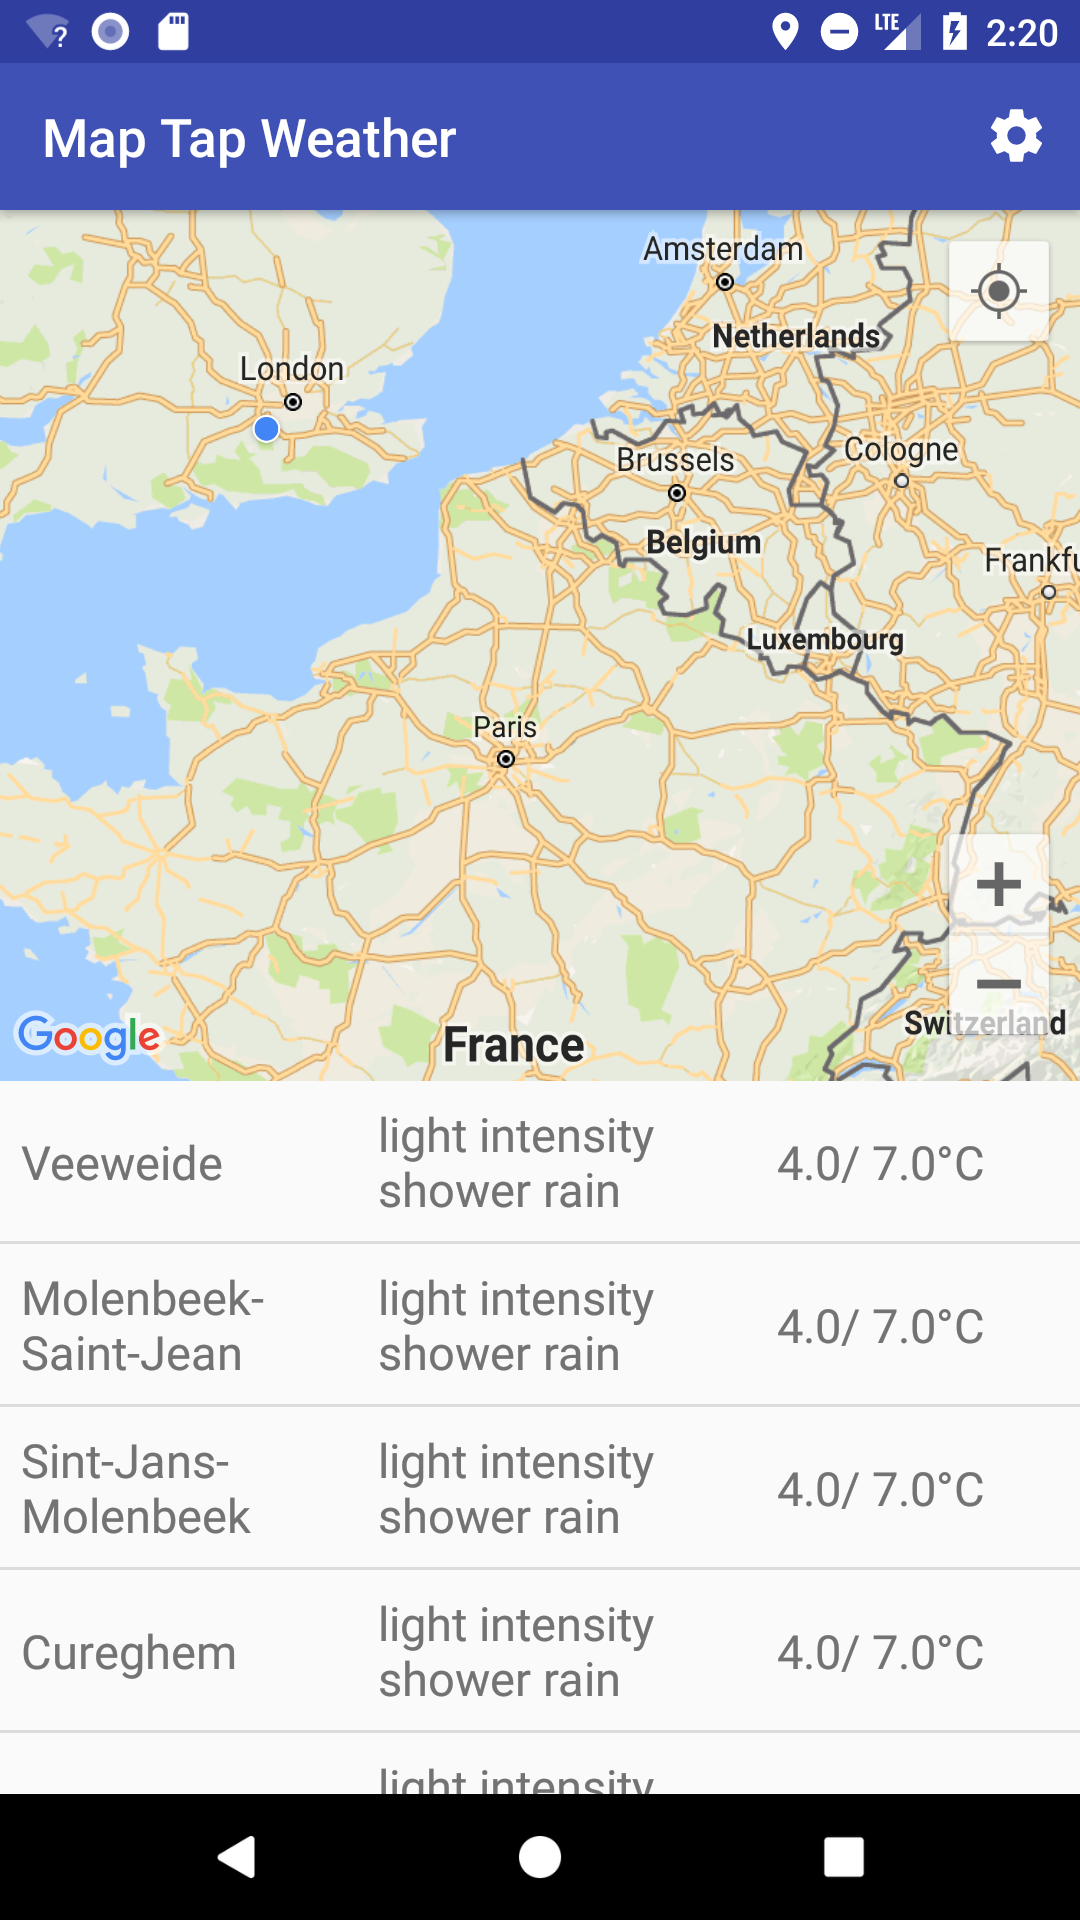 LTE 2:20
Map Tap Weather
Amsterdam
Netherlands
London
Cologne
Brussels
Belgium
Frankfu
Luxembourg
Paris
Switzerland
Google
France
Veeweide light intensity shower rain 4.0/ 7.0°C
Molenbeek-Saint-Jean light intensity shower rain 4.0/ 7.0°C
Sint-Jans-Molenbeek light intensity shower rain 4.0/ 7.0°C
Cureghem light intensity shower rain 4.0/ 7.0°C
light intensity